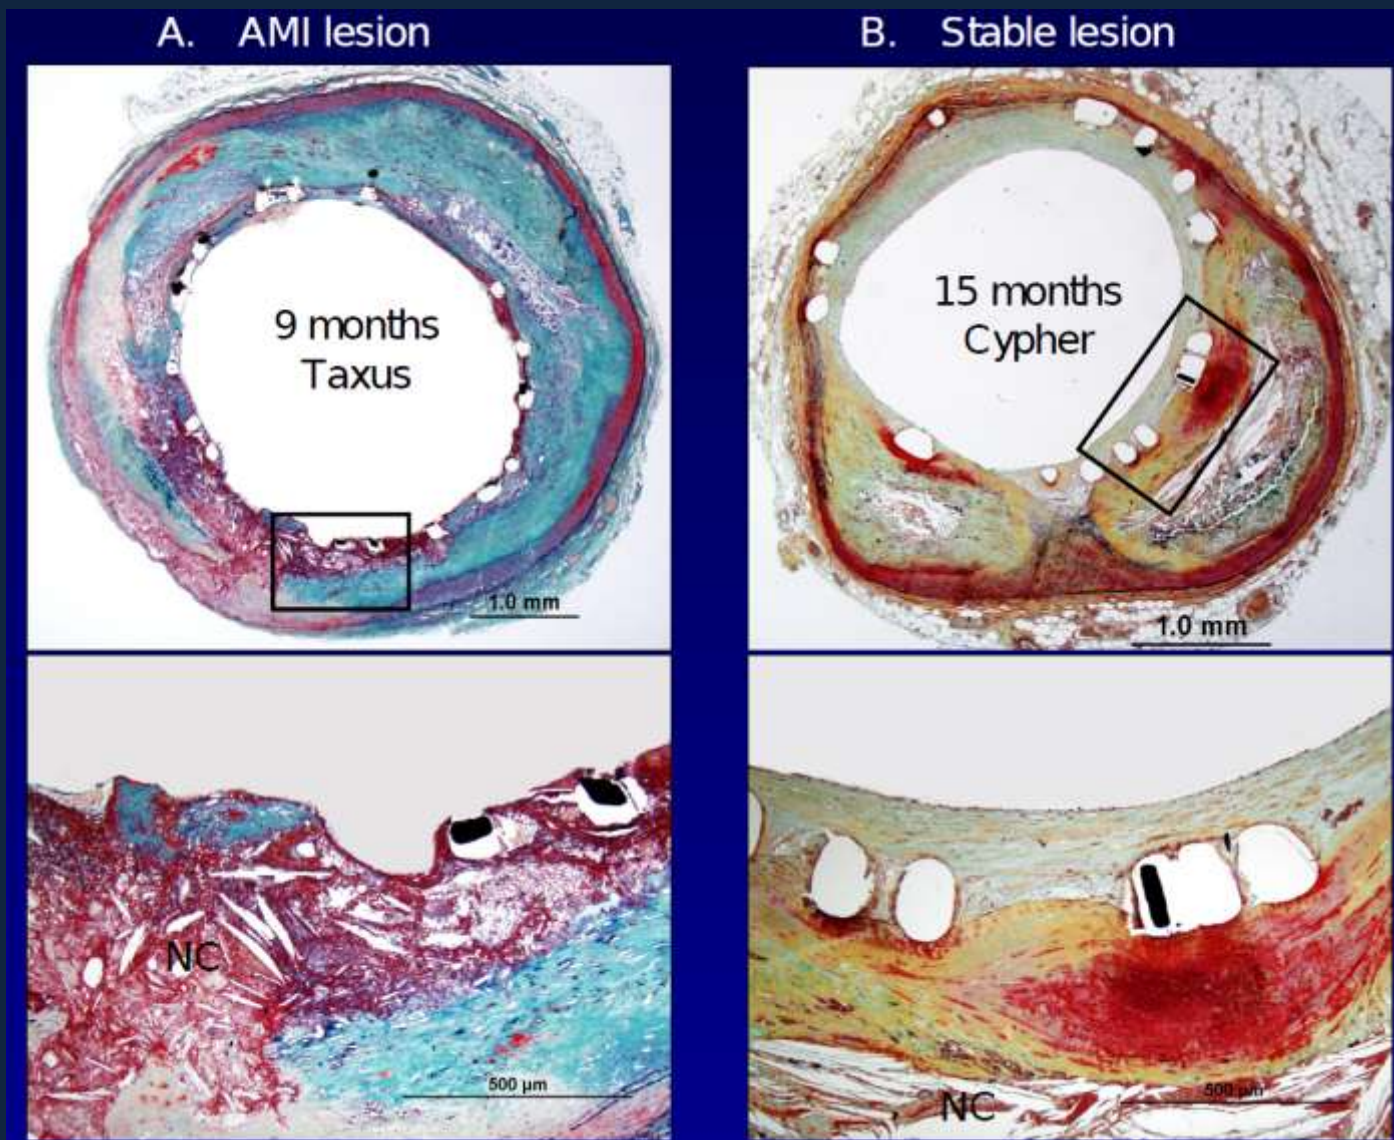 A. AMI lesion
B. Stable lesion
9 months
Taxus
1.0 mm
15 months
Cypher
1.0 mm
NC
500 µm
NC
500 µm